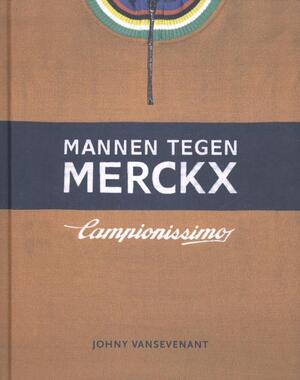 MANNEN TEGEN
MERCKX
Campionissimo
JOHNY VANSEVENANT